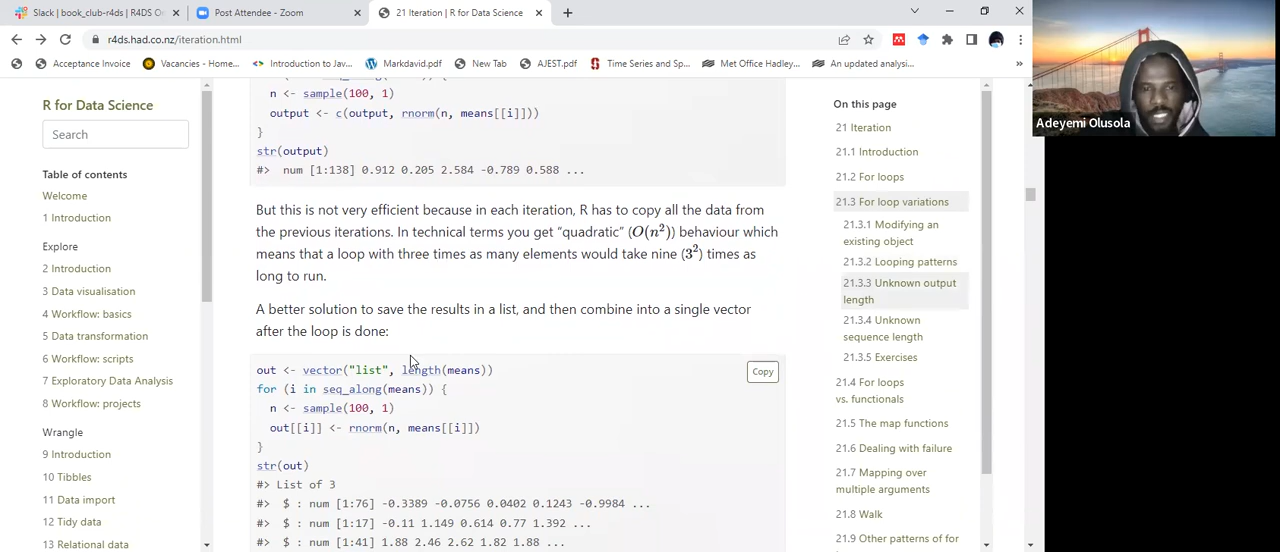 Slack | book_club-r4ds | R4DS O
Post Attendee - Zoom
21 Iteration | R for Data Science
r4ds.had.co.nz/iteration.html
Acceptance Invoice
Vacancies - Home...
Introduction to Jav...
Markdavid.pdf
New Tab
AJEST.pdf
Time Series and Sp...
Met Office Hadley...
An updated analysi...
»
R for Data Science
Search
Table of contents
Welcome
1 Introduction
Explore
2 Introduction
3 Data visualisation
4 Workflow: basics
5 Data transformation
6 Workflow: scripts
7 Exploratory Data Analysis
8 Workflow: projects
Wrangle
9 Introduction
10 Tibbles
11 Data import
12 Tidy data
13 Relational data
n <- sample(100, 1)
output <- c(output, rnorm(n, means[[i]]))
}
str(output)
#> num [1:138] 0.912 0.205 2.584 -0.789 0.588 ...
But this is not very efficient because in each iteration, R has to copy all the data from
the previous iterations. In technical terms you get “quadratic” (O(n²)) behaviour which
means that a loop with three times as many elements would take nine (3²) times as
long to run.
A better solution to save the results in a list, and then combine into a single vector
after the loop is done:
Copy
out <- vector("list", length(means))
for (i in seq_along(means)) {
n <- sample(100, 1)
out[[i]] <- rnorm(n, means[[i]])
}
str(out)
#> List of 3
#> $ : num [1:76] -0.3389 -0.0756 0.0402 0.1243 -0.9984 ...
#> $ : num [1:17] -0.11 1.149 0.614 0.77 1.392 ...
#> $ : num [1:41] 1.88 2.46 2.62 1.82 1.88 ...
On this page
21 Iteration
21.1 Introduction
21.2 For loops
21.3 For loop variations
21.3.1 Modifying an
existing object
21.3.2 Looping patterns
21.3.3 Unknown output
length
21.3.4 Unknown
sequence length
21.3.5 Exercises
21.4 For loops
vs. functionals
21.5 The map functions
21.6 Dealing with failure
21.7 Mapping over
multiple arguments
21.8 Walk
21.9 Other patterns of for
Adeyemi Olusola